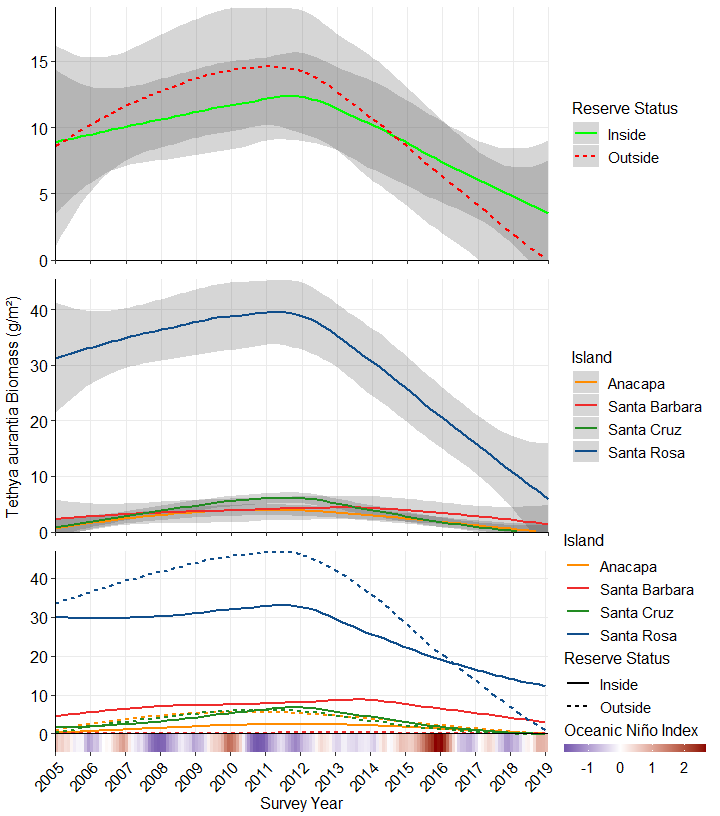 15
10
5
0
Reserve Status
Inside
Outside
Tethya aurantia Biomass (g/m²)
40
30
20
10
0
Island
Anacapa
Santa Barbara
Santa Cruz
Santa Rosa
40
30
20
10
0
Island
Anacapa
Santa Barbara
Santa Cruz
Santa Rosa
Reserve Status
Inside
Outside
Oceanic Niño Index
-1 0 1 2
2005 2006 2007 2008 2009 2010 2011 2012 2013 2014 2015 2016 2017 2018 2019
Survey Year